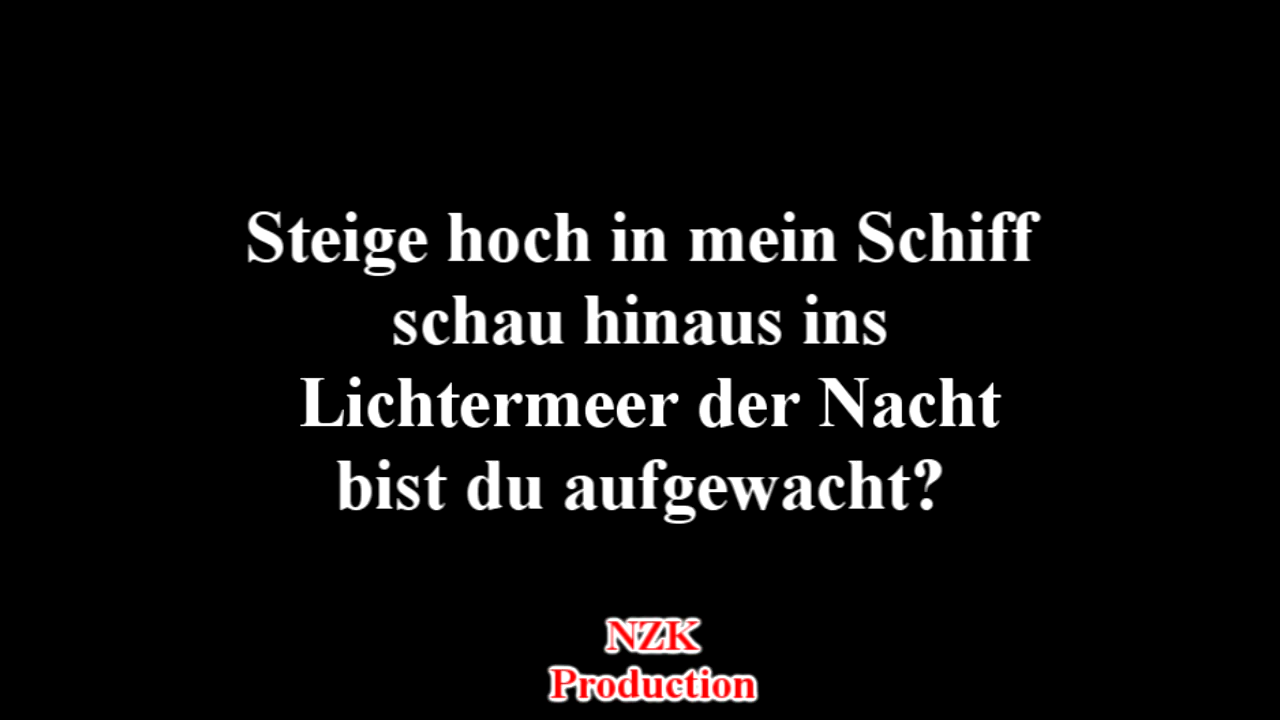 Steige hoch in mein Schiff
schau hinaus ins
Lichtermeer der Nacht
bist du aufgewacht?
NZK
Production